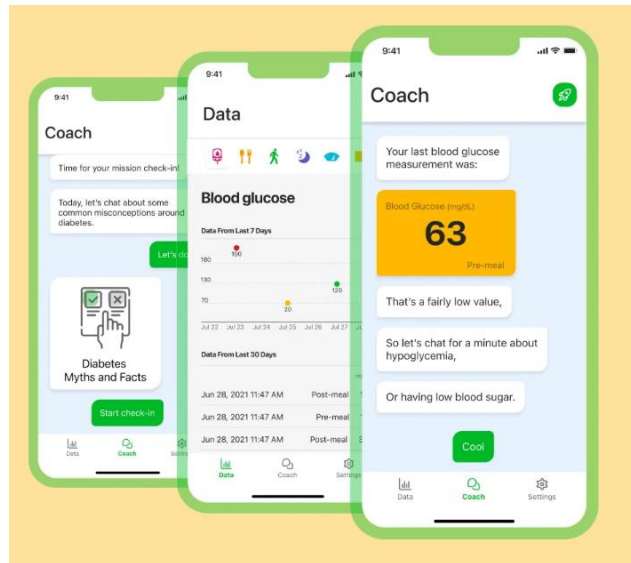 9:41
Coach
Time for your mission check-in!
Today, let's chat about some
common misconceptions around
diabetes.
Diabetes
Myths and Facts
Start check-in
Data
Coach
9:41
Data
Blood glucose
Data From Last 7 Days
190
180
130
120
70
20
Jul 22 Jul 23 Jul 24 Jul 25 Jul 26 Jul 27
Data From Last 30 Days
Jun 28, 2021 11:47 AM Post-meal
Jun 28, 2021 11:47 AM Pre-meal
Jun 28, 2021 11:47 AM Post-meal
Data Coach Settings
9:41
Coach
Your last blood glucose
measurement was:
Blood Glucose (mg/dL)
63
Pre-meal
That's a fairly low value,
So let's chat for a minute about
hypoglycemia,
Or having low blood sugar.
Cool
Data Coach Settings